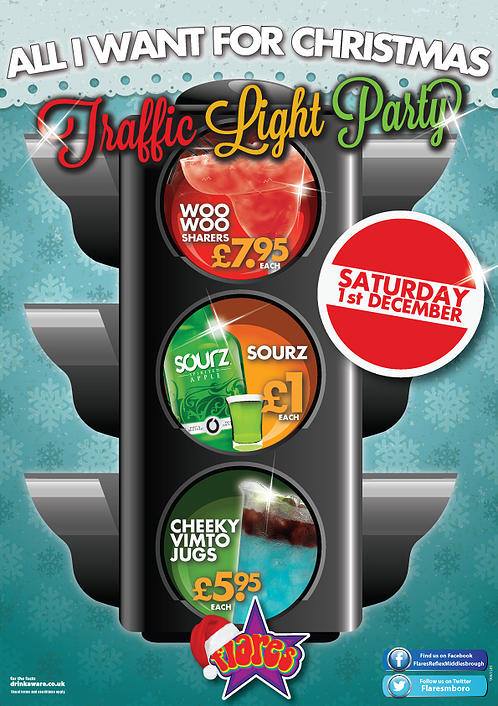 ALL I WANT FOR CHRISTMAS
Traffic Light Party
WOO
WOO
SHARERS
£7.95
EACH
SATURDAY
1st DECEMBER
SOURZ
SPIRITED
APPLE
SOURZ
£1
EACH
CHEEKY
VIMTO
JUGS
£5.95
EACH
flares
for the facts
drinkaware.co.uk
Find us on Facebook
FlaresReflexMiddlesbrough
Follow us on Twitter
Flaresmboro